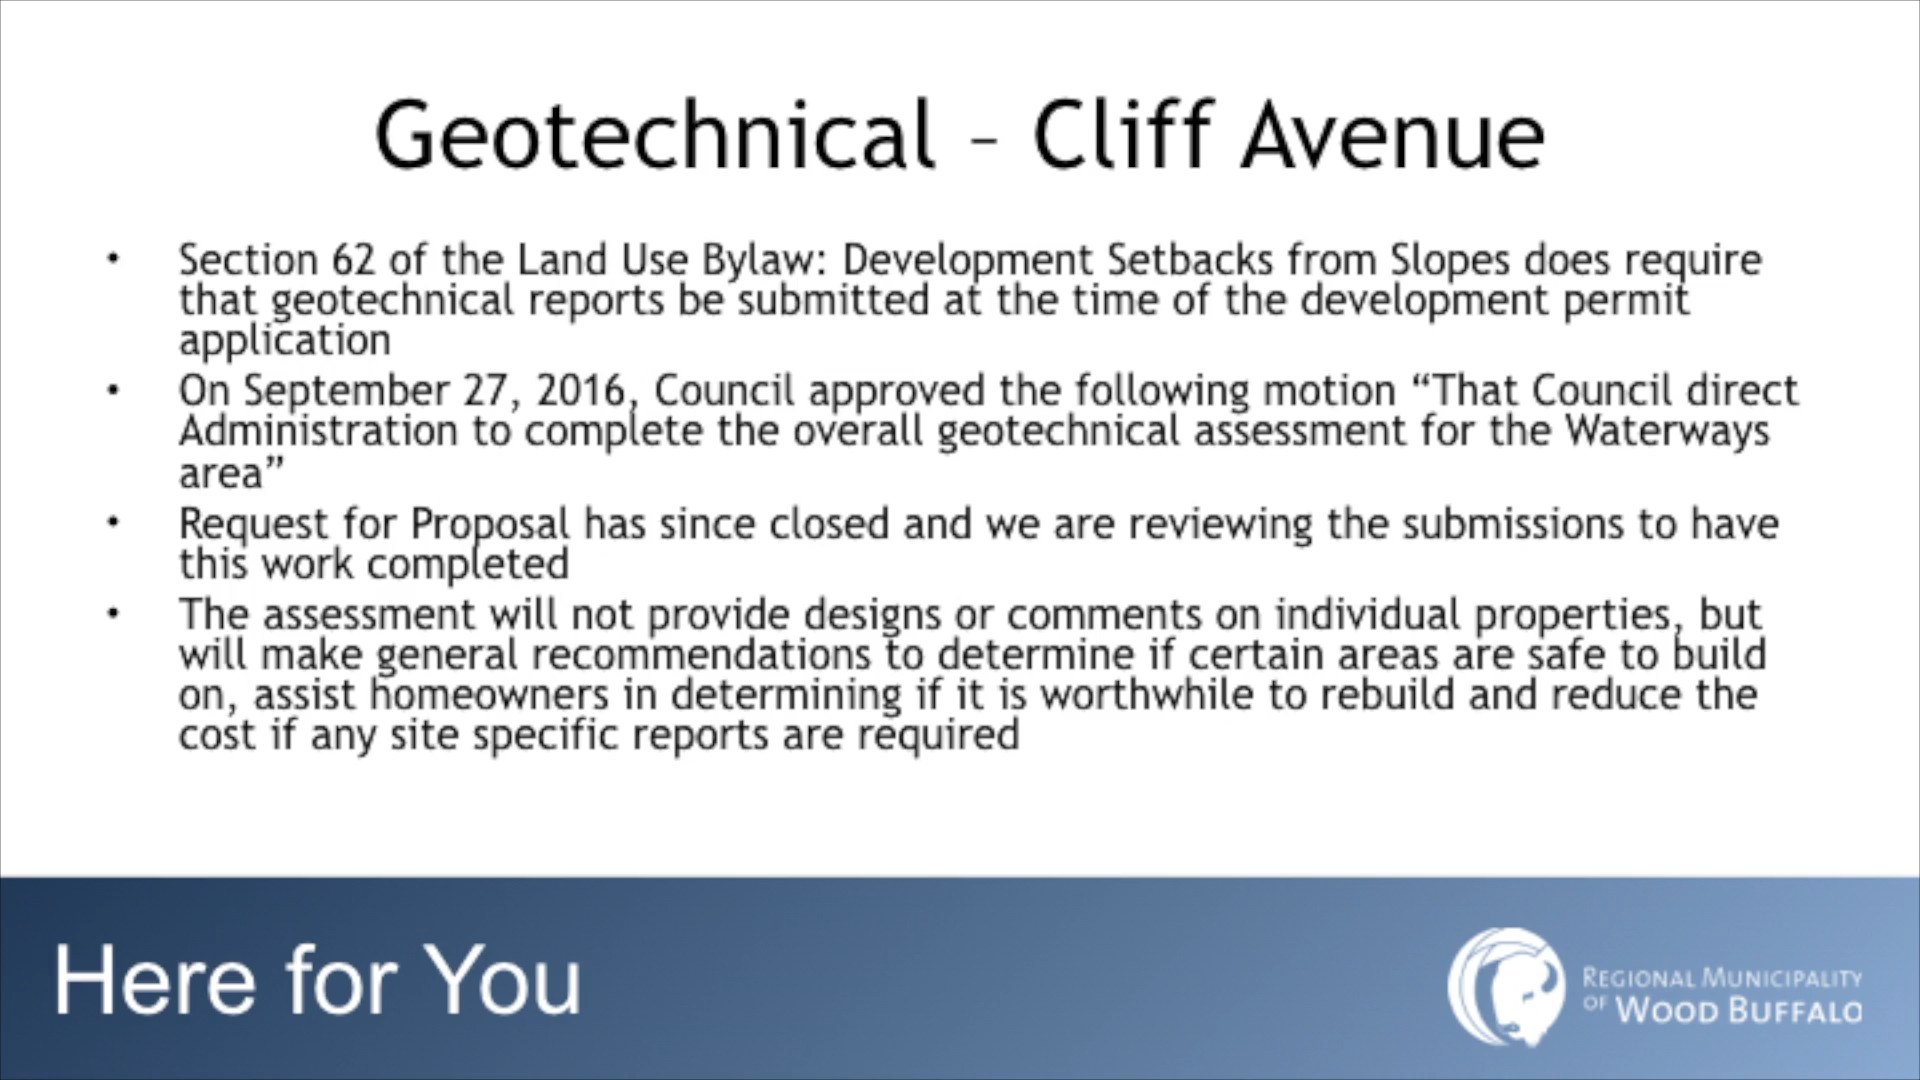 Geotechnical – Cliff Avenue
• Section 62 of the Land Use Bylaw: Development Setbacks from Slopes does require
that geotechnical reports be submitted at the time of the development permit
application
• On September 27, 2016, Council approved the following motion “That Council direct
Administration to complete the overall geotechnical assessment for the Waterways
area”
• Request for Proposal has since closed and we are reviewing the submissions to have
this work completed
• The assessment will not provide designs or comments on individual properties, but
will make general recommendations to determine if certain areas are safe to build
on, assist homeowners in determining if it is worthwhile to rebuild and reduce the
cost if any site specific reports are required
Here for You
REGIONAL MUNICIPALITY
OF WOOD BUFFALO